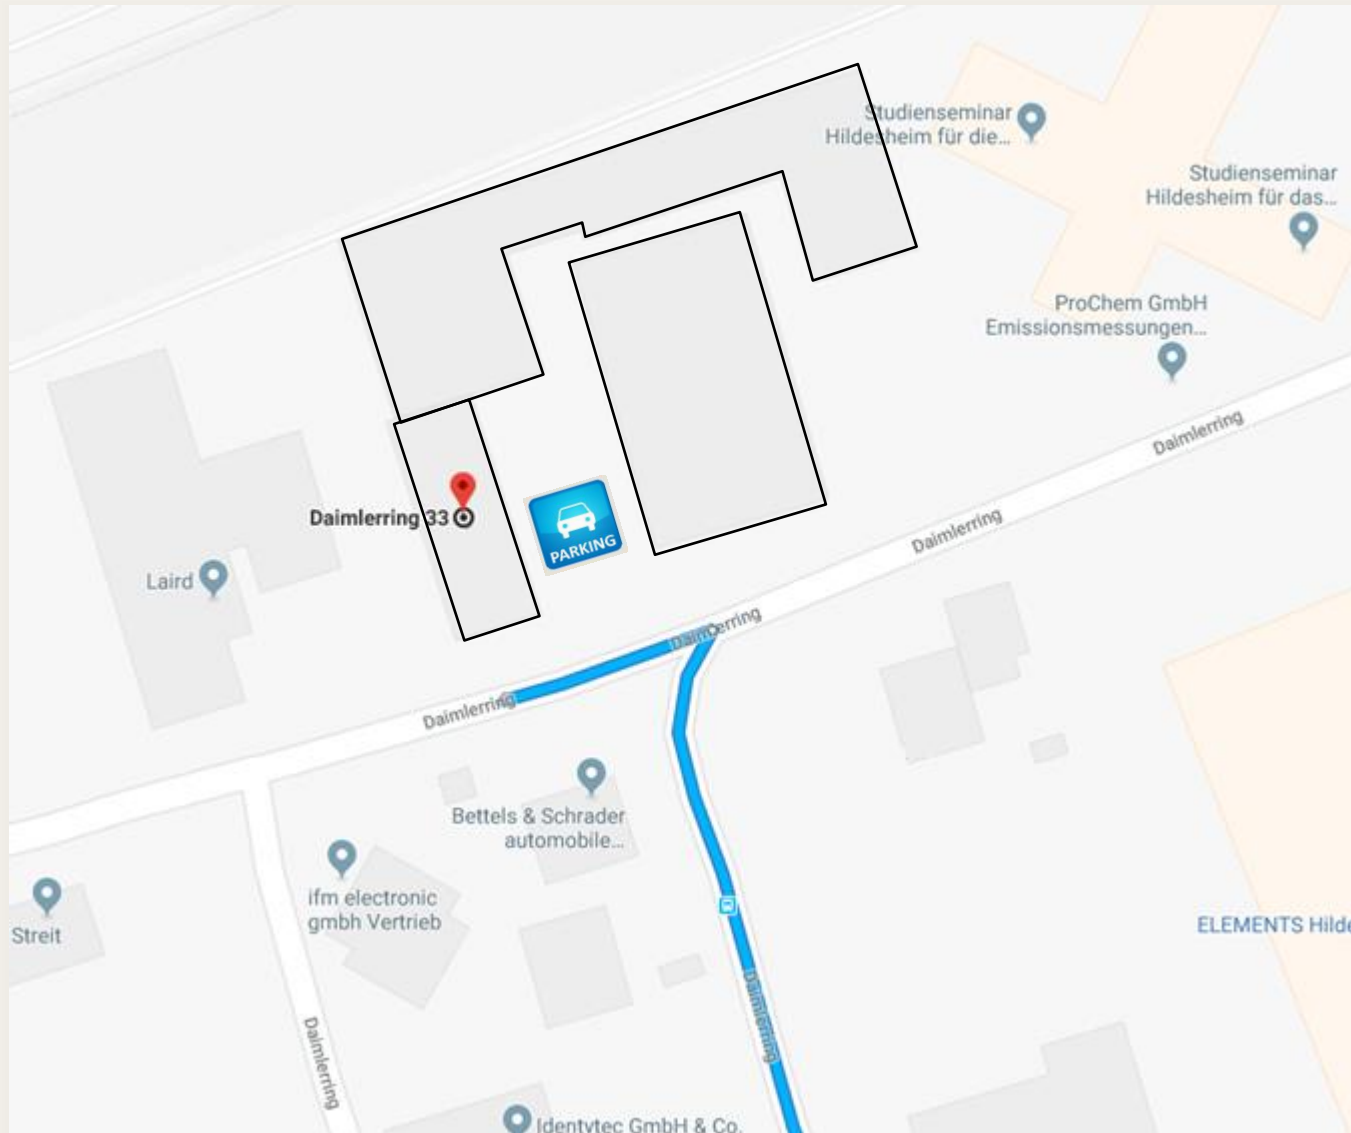 Studienseminar
Hildesheim für die...
Studienseminar
Hildesheim für das...
ProChem GmbH
Emissionsmessungen...
Daimlerring
Daimlerring
Daimlerring 33
PARKING
Laird
Daimlerring
Daimlerring
Bettels & Schrader
automobile...
ifm electronic
gmbh Vertrieb
Streit
ELEMENTS Hilde
Daimlerring
Daimlerring
Identytec GmbH & Co.